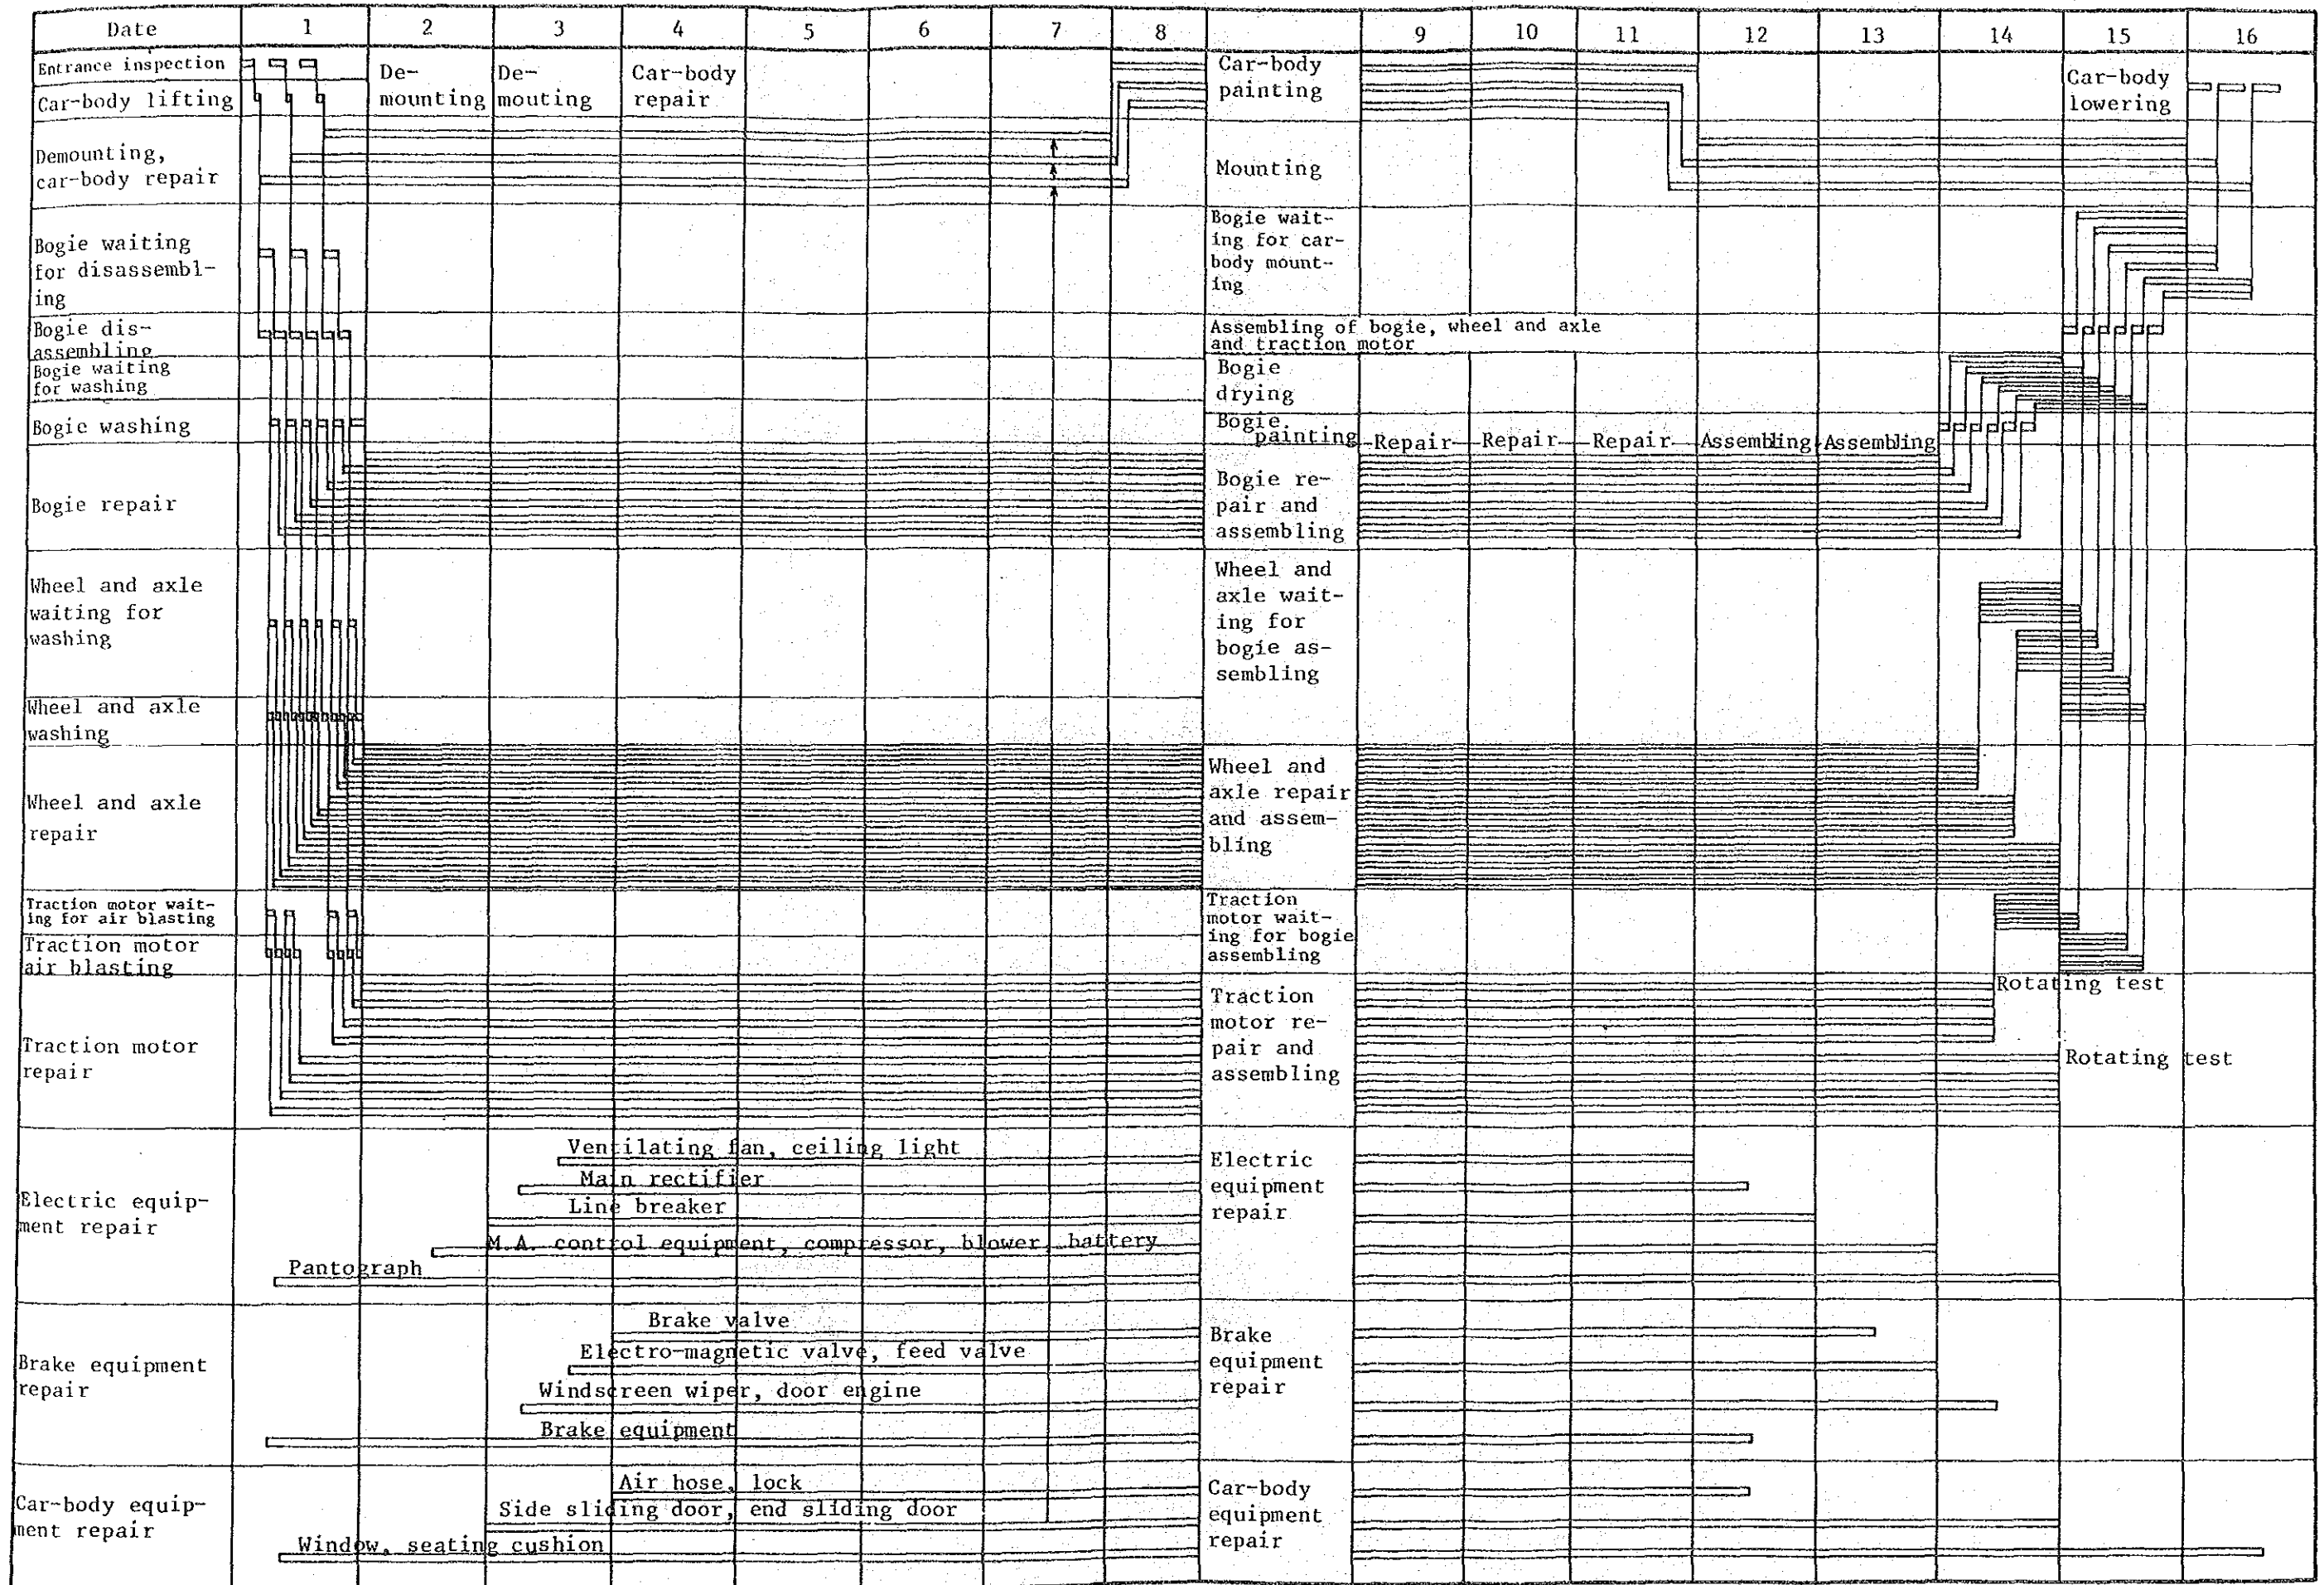 Date 1 2 3 4 5 6 7 8 9 10 11 12 13 14 15 16
Entrance inspection
Car-body lifting
De-
mounting
De-
mouting
Car-body
repair
Car-body
painting
Car-body
lowering
Demounting,
car-body repair
Mounting
Bogie waiting
for disassembl-
ing
Bogie wait-
ing for car-
body mount-
ing
Bogie dis-
assembling
Assembling of bogie, wheel and axle
and traction motor
Bogie waiting
for washing
Bogie
drying
Bogie washing
Bogie
painting
Repair Repair Repair Assembling Assembling
Bogie repair
Bogie re-
pair and
assembling
Wheel and axle
waiting for
washing
Wheel and
axle wait-
ing for
bogie as-
sembling
Wheel and axle
washing
Wheel and axle
repair
Wheel and
axle repair
and assem-
bling
Traction motor wait-
ing for air blasting
Traction
motor wait-
ing for bogie
assembling
Traction motor
air blasting
Traction motor
repair
Traction
motor re-
pair and
assembling
Rotating test
Rotating test
Electric equip-
ment repair
Ventilating fan, ceiling light
Main rectifier
Line breaker
M.A. control equipment, compressor, blower, battery
Pantograph
Electric
equipment
repair
Brake equipment
repair
Brake valve
Electro-magnetic valve, feed valve
Windscreen wiper, door engine
Brake equipment
Brake
equipment
repair
Car-body equip-
ment repair
Air hose, lock
Side sliding door, end sliding door
Window, seating cushion
Car-body
equipment
repair